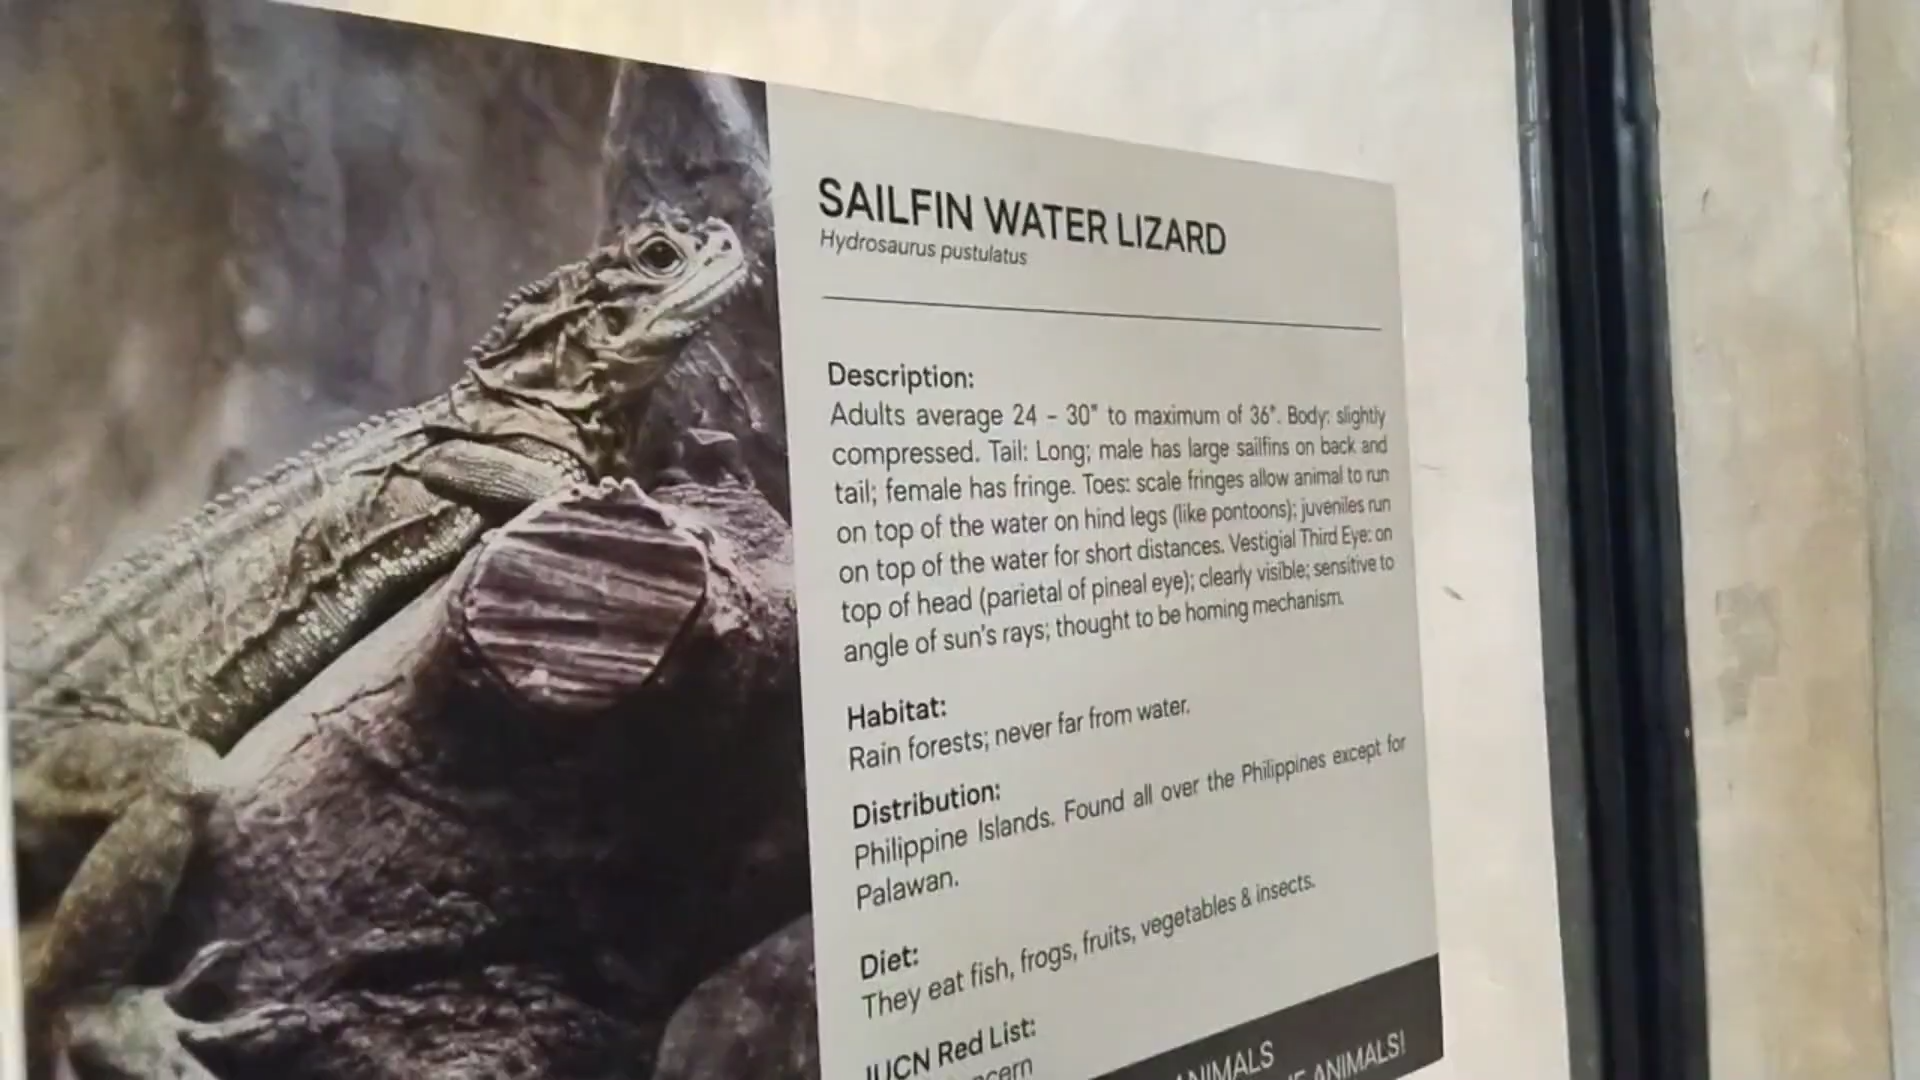 SAILFIN WATER LIZARD
Hydrosaurus pustulatus
Description:
Adults average 24 – 30" to maximum of 36". Body: slightly
compressed. Tail: Long; male has large sailfins on back and
tail; female has fringe. Toes: scale fringes allow animal to run
on top of the water on hind legs (like pontoons); juveniles run
on top of the water for short distances. Vestigial Third Eye: on
top of head (parietal of pineal eye); clearly visible; sensitive to
angle of sun's rays; thought to be homing mechanism.
Habitat:
Rain forests; never far from water.
Distribution:
Philippine Islands. Found all over the Philippines except for
Palawan.
Diet:
They eat fish, frogs, fruits, vegetables & insects.
IUCN Red List:
ANIMALS
ANIMALS!